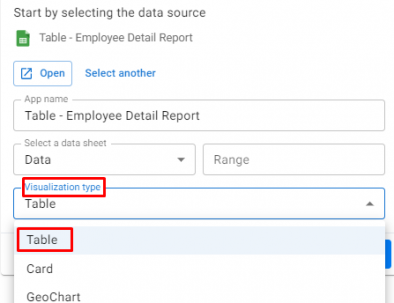 Start by selecting the data source
Table - Employee Detail Report
Open Select another
App name
Table - Employee Detail Report
Select a data sheet
Data Range
Visualization type
Table
Table
Card
GeoChart